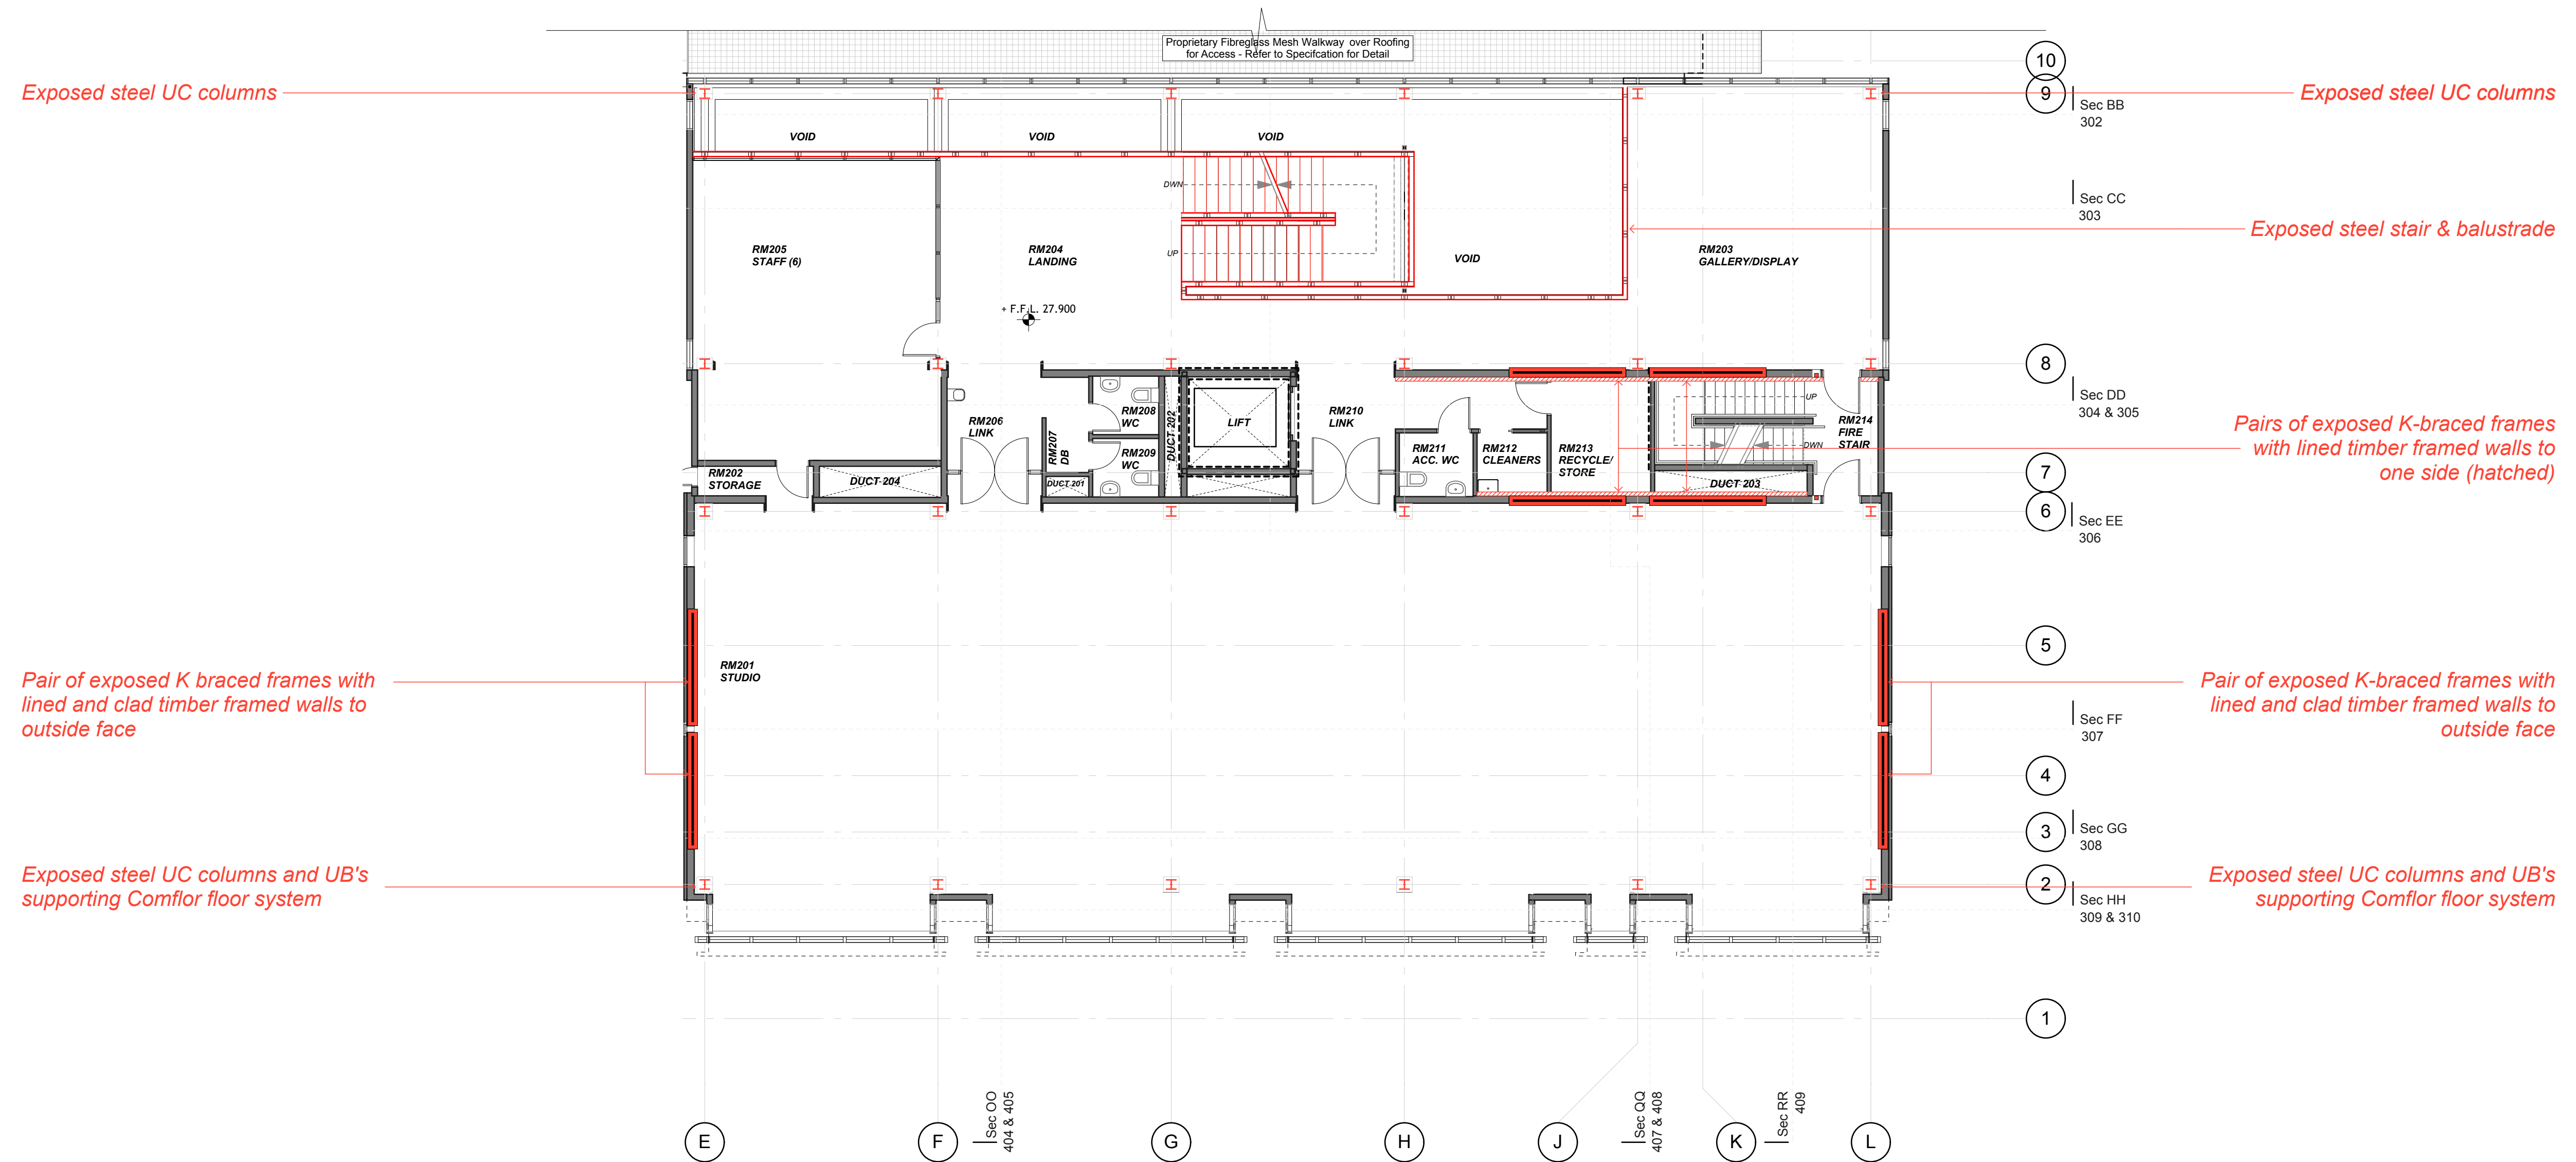 Proprietary Fibreglass Mesh Walkway over Roofing
for Access - Refer to Specifcation for Detail
10
Exposed steel UC columns
9
Exposed steel UC columns
Sec BB
302
VOID
VOID
VOID
DWN
Sec CC
303
Exposed steel stair & balustrade
RM205
STAFF (6)
RM204
LANDING
UP
VOID
RM203
GALLERY/DISPLAY
+ F.F.L. 27.900
8
Sec DD
304 & 305
UP
RM206
LINK
RM207
DB
RM208
WC
RM209
WC
DUCT 202
LIFT
RM210
LINK
RM211
ACC. WC
RM212
CLEANERS
RM213
RECYCLE/
STORE
RM214
FIRE
STAIR
DWN
Pairs of exposed K-braced frames
with lined timber framed walls to
one side (hatched)
7
RM202
STORAGE
DUCT 204
DUCT 201
DUCT 203
6
Sec EE
306
5
RM201
STUDIO
Pair of exposed K braced frames with
lined and clad timber framed walls to
outside face
Pair of exposed K-braced frames with
lined and clad timber framed walls to
outside face
Sec FF
307
4
3
Sec GG
308
Exposed steel UC columns and UB's
supporting Comflor floor system
2
Exposed steel UC columns and UB's
supporting Comflor floor system
Sec HH
309 & 310
1
E
F
Sec OO
404 & 405
G
H
J
Sec QQ
407 & 408
K
Sec RR
409
L